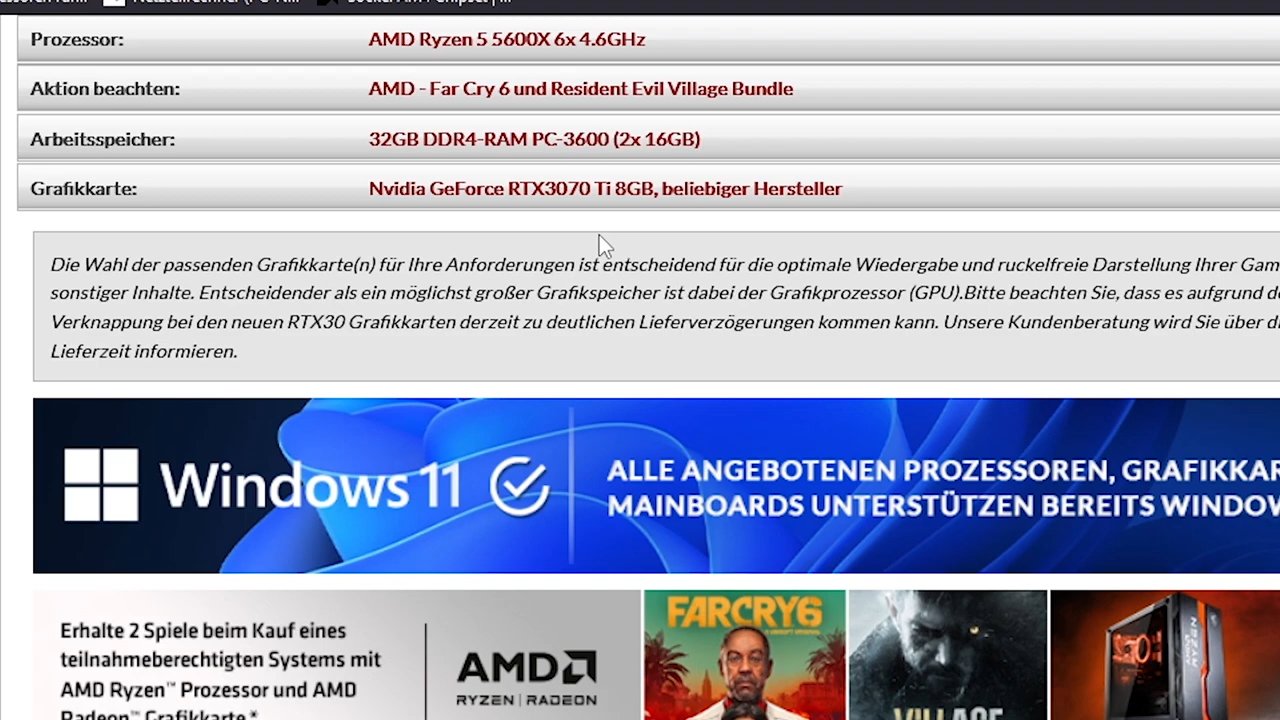 Prozessor: AMD Ryzen 5 5600X 6x 4.6GHz
Aktion beachten: AMD - Far Cry 6 und Resident Evil Village Bundle
Arbeitsspeicher: 32GB DDR4-RAM PC-3600 (2x 16GB)
Grafikkarte: Nvidia GeForce RTX3070 Ti 8GB, beliebiger Hersteller
Die Wahl der passenden Grafikkarte(n) für Ihre Anforderungen ist entscheidend für die optimale Wiedergabe und ruckelfreie Darstellung Ihrer Gam
sonstiger Inhalte. Entscheidender als ein möglichst großer Grafikspeicher ist dabei der Grafikprozessor (GPU).Bitte beachten Sie, dass es aufgrund de
Verknappung bei den neuen RTX30 Grafikkarten derzeit zu deutlichen Lieferverzögerungen kommen kann. Unsere Kundenberatung wird Sie über di
Lieferzeit informieren.
Windows 11
ALLE ANGEBOTENEN PROZESSOREN, GRAFIKKAR
MAINBOARDS UNTERSTÜTZEN BEREITS WINDOW
Erhalte 2 Spiele beim Kauf eines
teilnahmeberechtigten Systems mit
AMD Ryzen™ Prozessor und AMD
Radeon™ Grafikkarte.*
AMD
RYZEN | RADEON
FARCRY6
VILLAGE
RYZEN